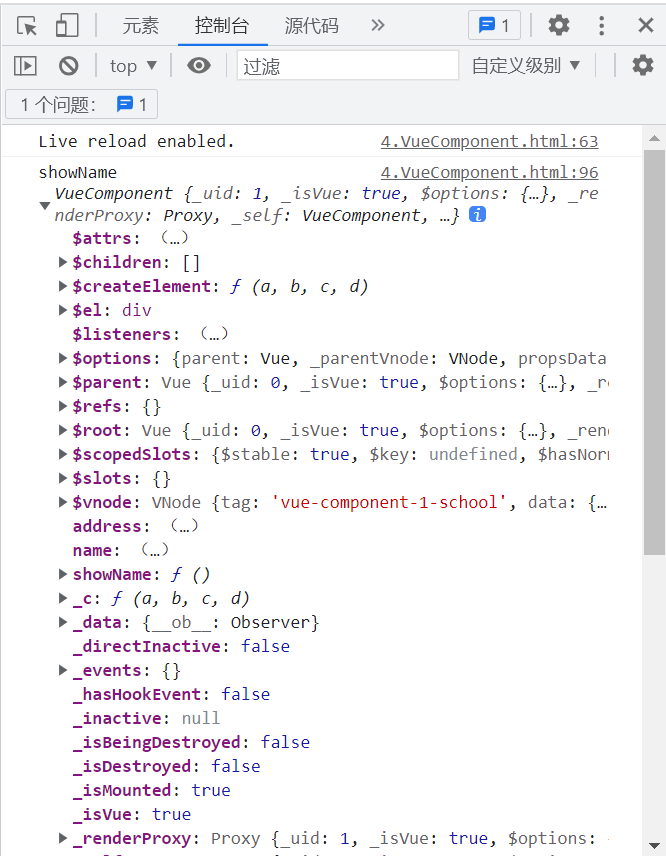 元素 控制台 源代码 » 1
top ▼ 过滤 自定义级别 ▼
1 个问题： 1
Live reload enabled. 4.VueComponent.html:63
showName 4.VueComponent.html:96
VueComponent {_uid: 1, _isVue: true, $options: {…}, _re
nderProxy: Proxy, _self: VueComponent, …} i
$attrs: (…)
▶ $children: []
▶ $createElement: ƒ (a, b, c, d)
▶ $el: div
$listeners: (…)
▶ $options: {parent: Vue, _parentVnode: VNode, propsData
▶ $parent: Vue {_uid: 0, _isVue: true, $options: {…}, _re
▶ $refs: {}
▶ $root: Vue {_uid: 0, _isVue: true, $options: {…}, _ren
▶ $scopedSlots: {$stable: true, $key: undefined, $hasNor
▶ $slots: {}
▶ $vnode: VNode {tag: 'vue-component-1-school', data: {…
address: (…)
name: (…)
▶ showName: ƒ ()
▶ _c: ƒ (a, b, c, d)
▶ _data: {__ob__: Observer}
_directInactive: false
▶ _events: {}
_hasHookEvent: false
_inactive: null
_isBeingDestroyed: false
_isDestroyed: false
_isMounted: true
_isVue: true
▶ _renderProxy: Proxy {_uid: 1, _isVue: true, $options: